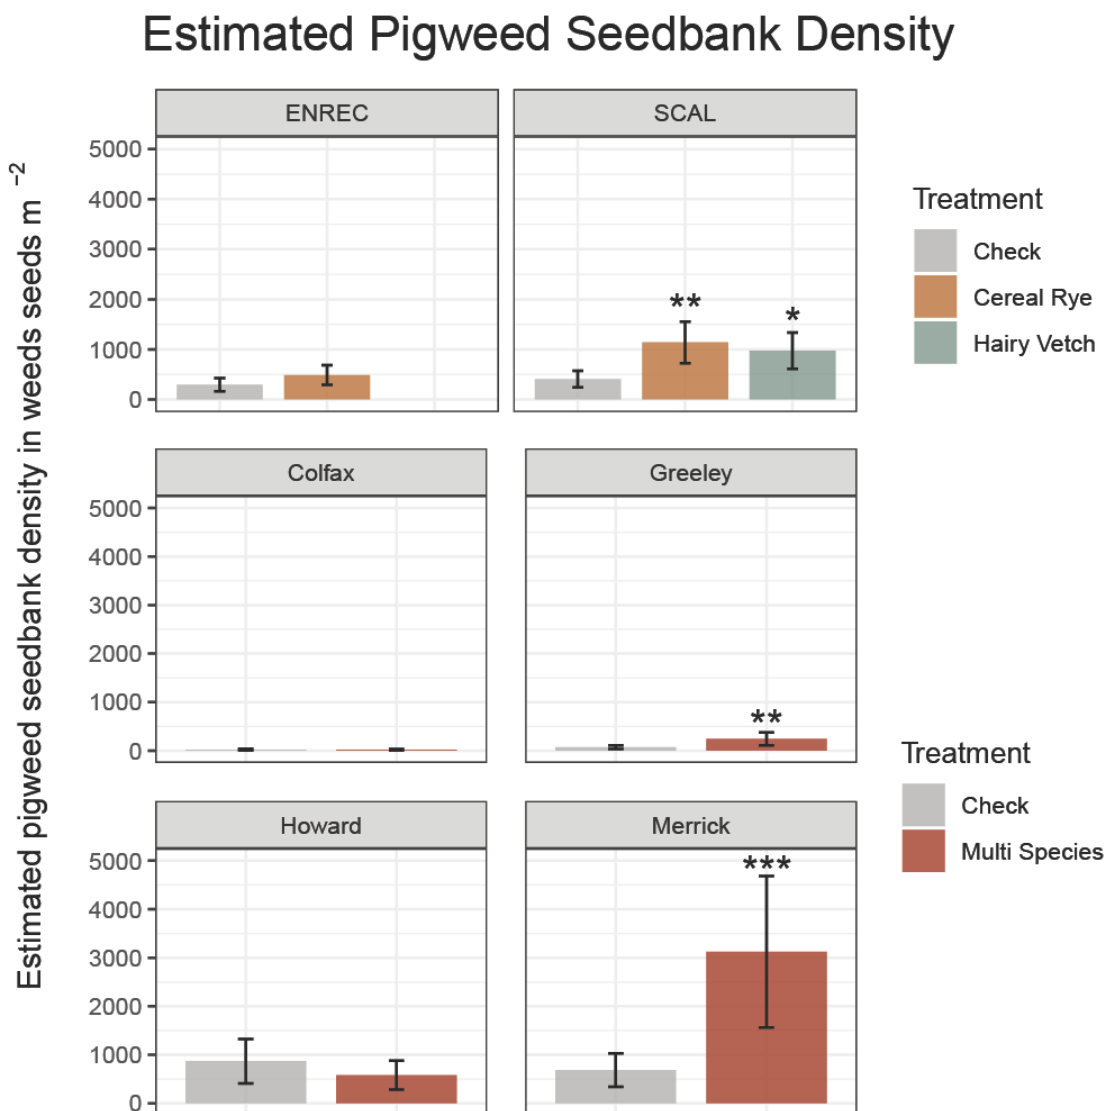 Estimated Pigweed Seedbank Density
Estimated pigweed seedbank density in weeds seeds m⁻²
ENREC
SCAL
5000
4000
3000
2000
1000
0
**
*
Treatment
Check
Cereal Rye
Hairy Vetch
Colfax
Greeley
5000
4000
3000
2000
1000
0
**
Howard
Merrick
5000
4000
3000
2000
1000
0
***
Treatment
Check
Multi Species